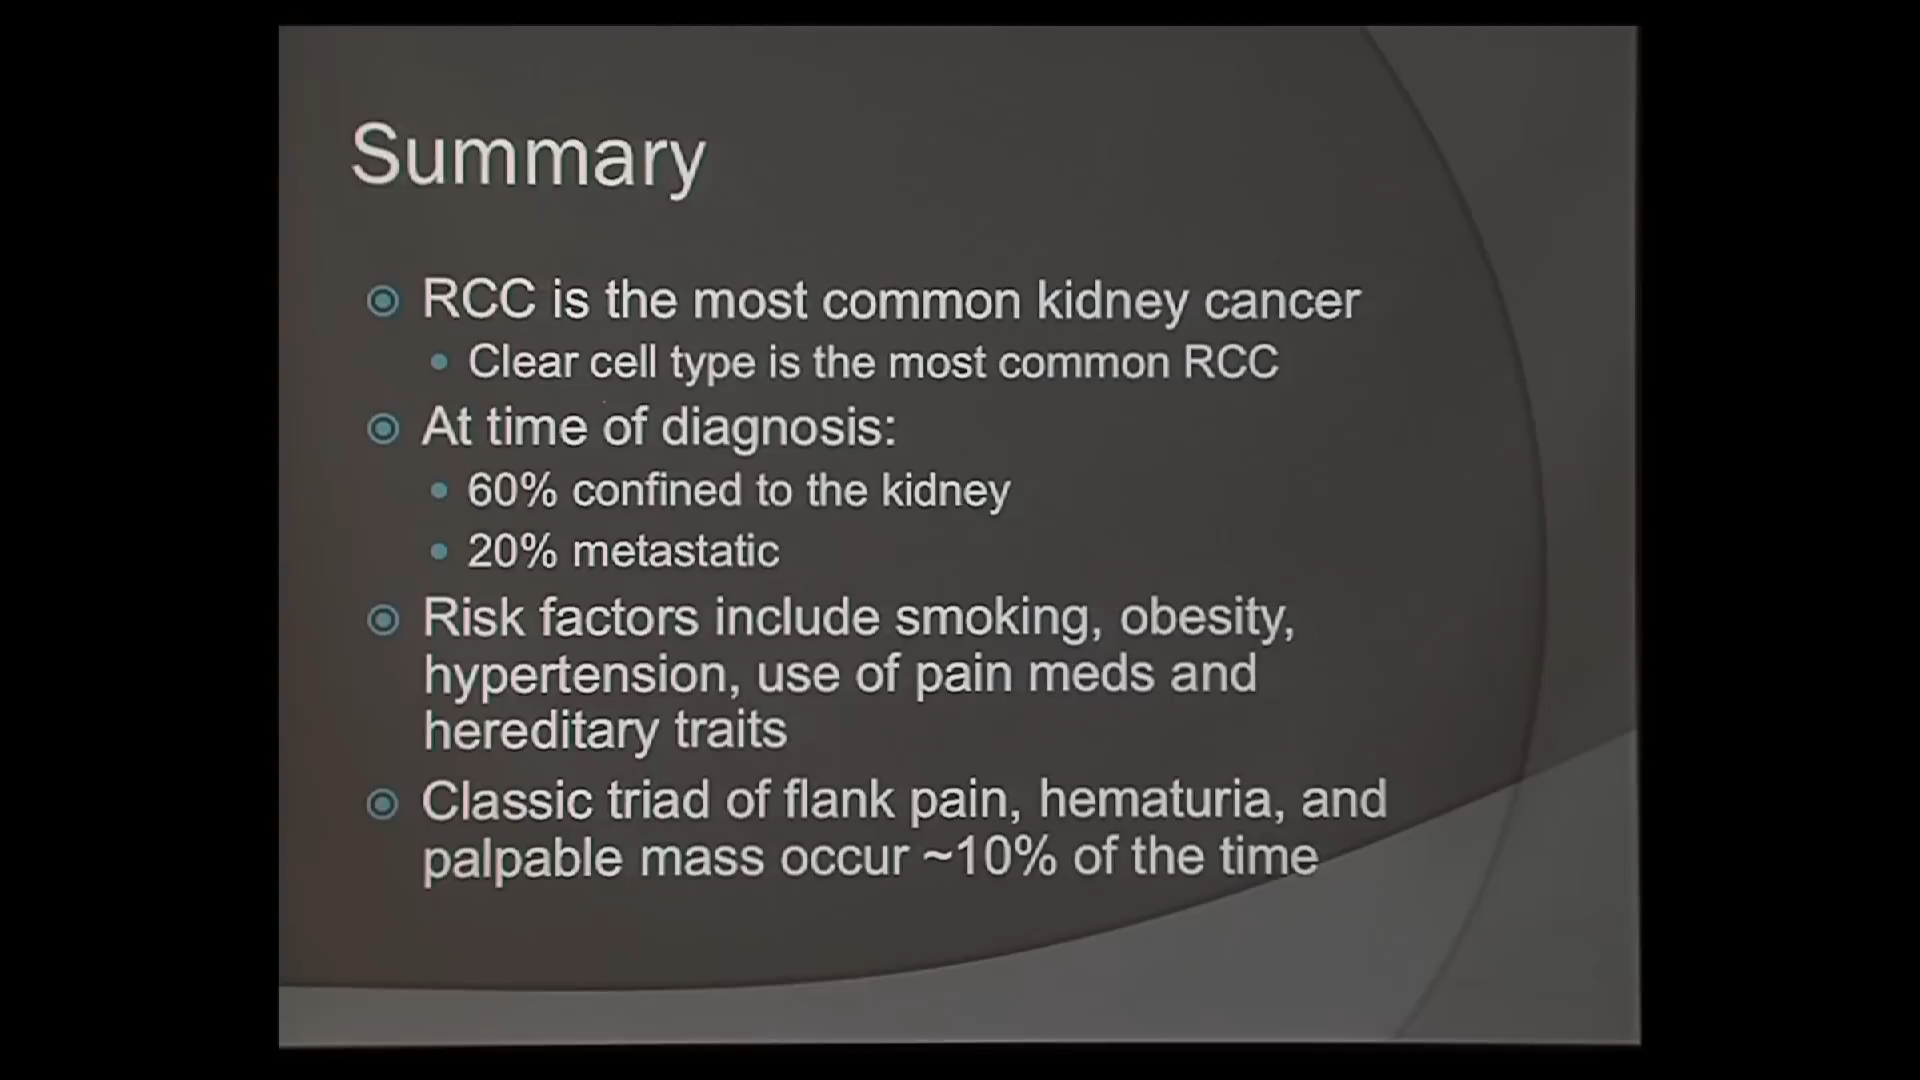 Summary
RCC is the most common kidney cancer
Clear cell type is the most common RCC
At time of diagnosis:
60% confined to the kidney
20% metastatic
Risk factors include smoking, obesity,
hypertension, use of pain meds and
hereditary traits
Classic triad of flank pain, hematuria, and
palpable mass occur ~10% of the time